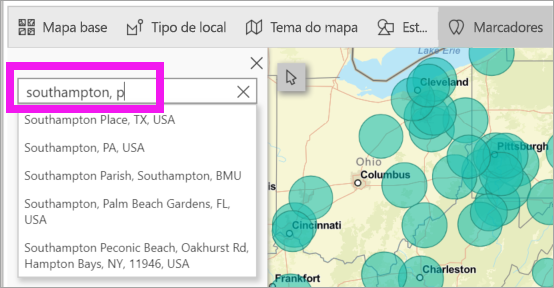 Mapa base
Tipo de local
Tema do mapa
Est...
Marcadores
southampton, p
Southampton Place, TX, USA
Southampton, PA, USA
Southampton Parish, Southampton, BMU
Southampton, Palm Beach Gardens, FL,
USA
Southampton Peconic Beach, Oakhurst Rd,
Hampton Bays, NY, 11946, USA
Lake Erie
Cleveland
Pittsburgh
Ohio
Columbus
is
Cincinnati
Charleston
Frankfort